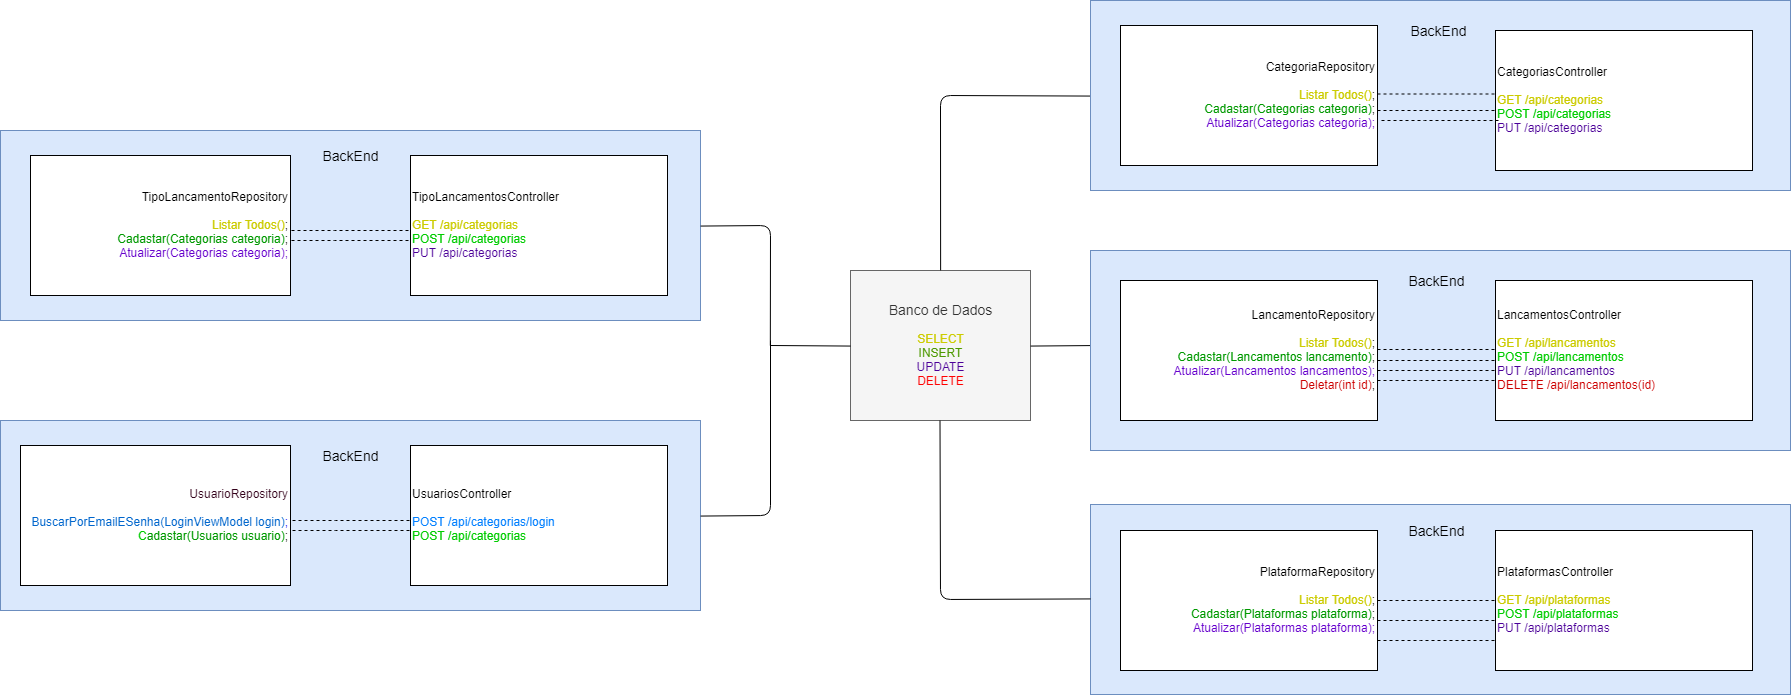 BackEnd
CategoriaRepository
Listar Todos();
Cadastar(Categorias categoria);
Atualizar(Categorias categoria);
CategoriasController
GET /api/categorias
POST /api/categorias
PUT /api/categorias
BackEnd
TipoLancamentoRepository
Listar Todos();
Cadastar(Categorias categoria);
Atualizar(Categorias categoria);
TipoLancamentosController
GET /api/categorias
POST /api/categorias
PUT /api/categorias
Banco de Dados
SELECT
INSERT
UPDATE
DELETE
BackEnd
LancamentoRepository
Listar Todos();
Cadastar(Lancamentos lancamento);
Atualizar(Lancamentos lancamentos);
Deletar(int id);
LancamentosController
GET /api/lancamentos
POST /api/lancamentos
PUT /api/lancamentos
DELETE /api/lancamentos(id)
BackEnd
UsuarioRepository
BuscarPorEmailESenha(LoginViewModel login);
Cadastar(Usuarios usuario);
UsuariosController
POST /api/categorias/login
POST /api/categorias
BackEnd
PlataformaRepository
Listar Todos();
Cadastar(Plataformas plataforma);
Atualizar(Plataformas plataforma);
PlataformasController
GET /api/plataformas
POST /api/plataformas
PUT /api/plataformas